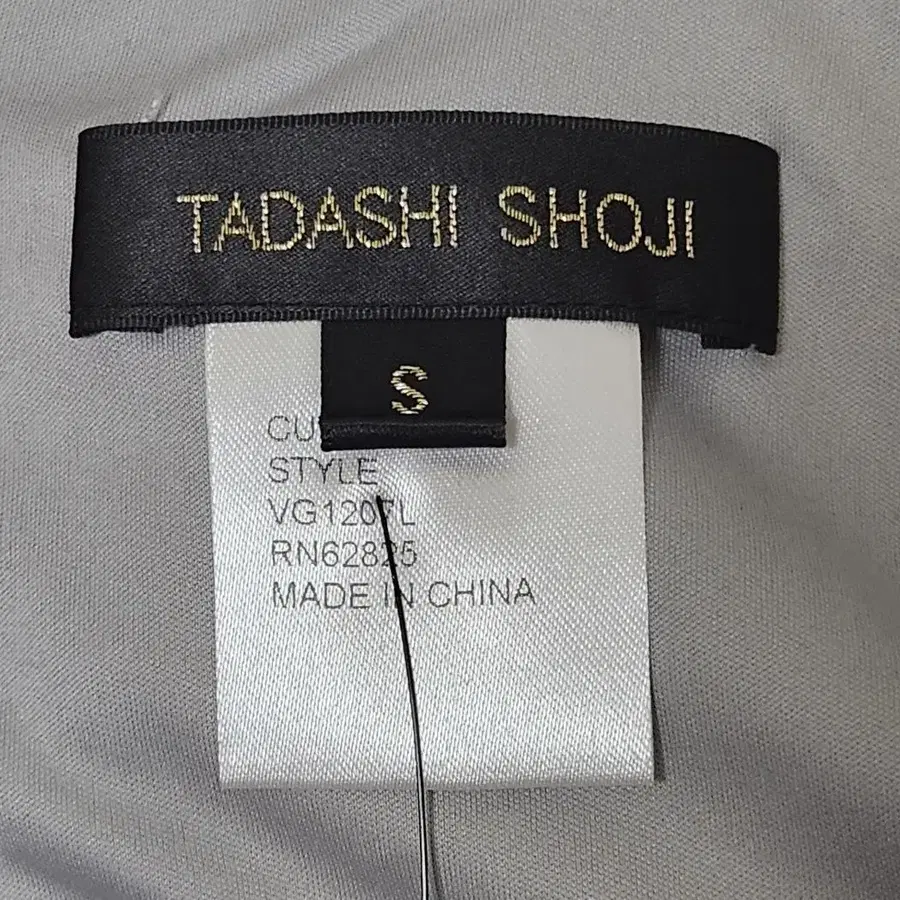 TADASHI SHOJI
S
STYLE
RN62825
MADE IN CHINA